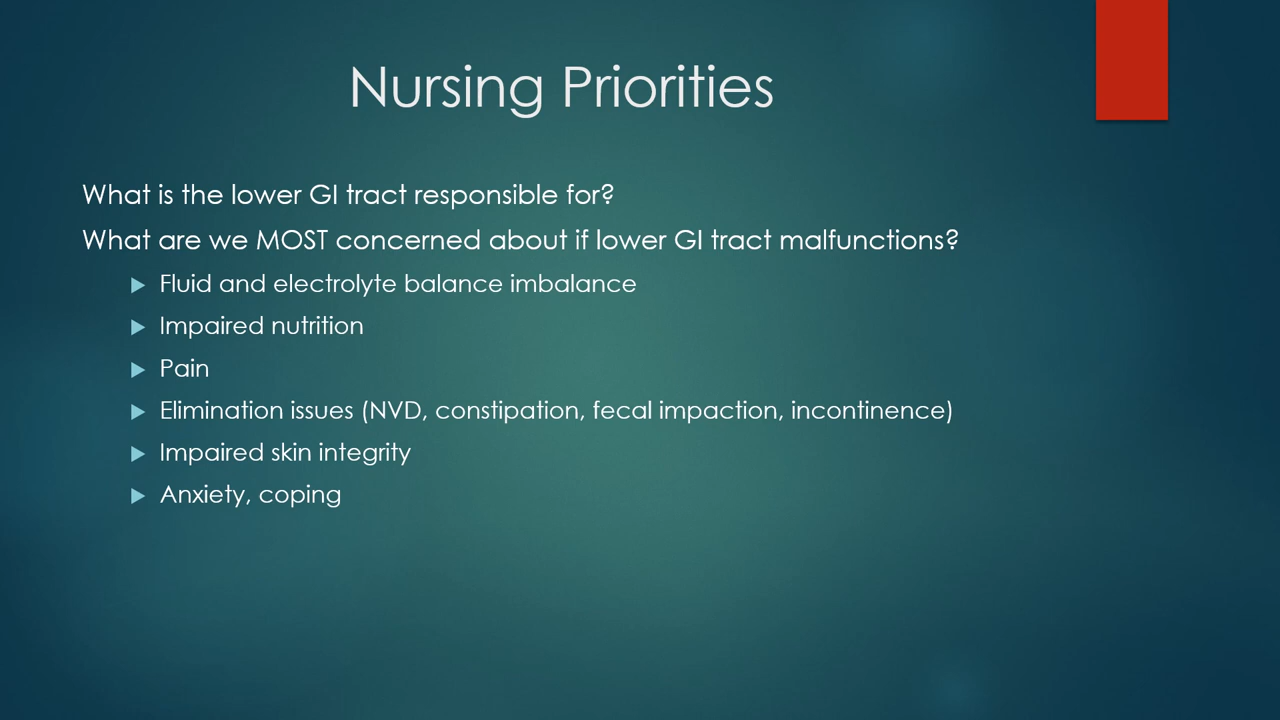 Nursing Priorities
What is the lower GI tract responsible for?
What are we MOST concerned about if lower GI tract malfunctions?
Fluid and electrolyte balance imbalance
Impaired nutrition
Pain
Elimination issues (NVD, constipation, fecal impaction, incontinence)
Impaired skin integrity
Anxiety, coping